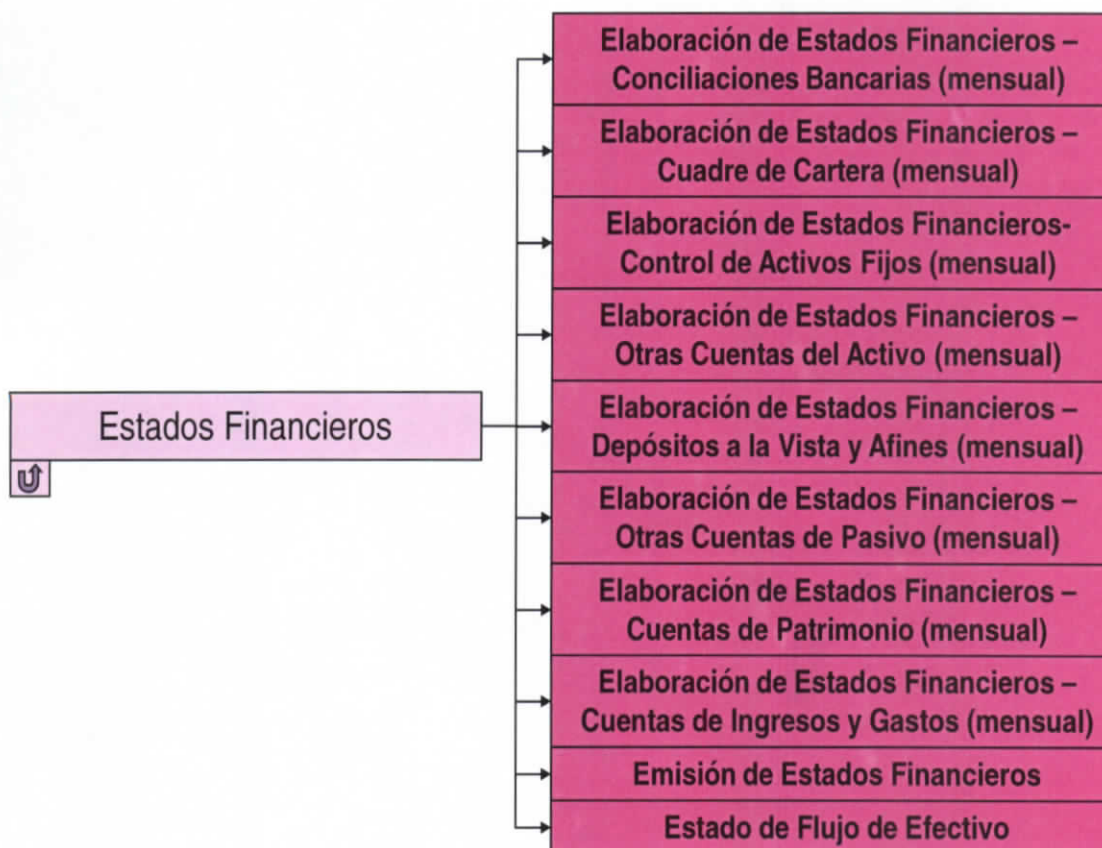 Elaboración de Estados Financieros –
Conciliaciones Bancarias (mensual)
Elaboración de Estados Financieros –
Cuadre de Cartera (mensual)
Elaboración de Estados Financieros-
Control de Activos Fijos (mensual)
Elaboración de Estados Financieros –
Otras Cuentas del Activo (mensual)
Estados Financieros
Elaboración de Estados Financieros –
Depósitos a la Vista y Afines (mensual)
Elaboración de Estados Financieros –
Otras Cuentas de Pasivo (mensual)
Elaboración de Estados Financieros –
Cuentas de Patrimonio (mensual)
Elaboración de Estados Financieros –
Cuentas de Ingresos y Gastos (mensual)
Emisión de Estados Financieros
Estado de Flujo de Efectivo